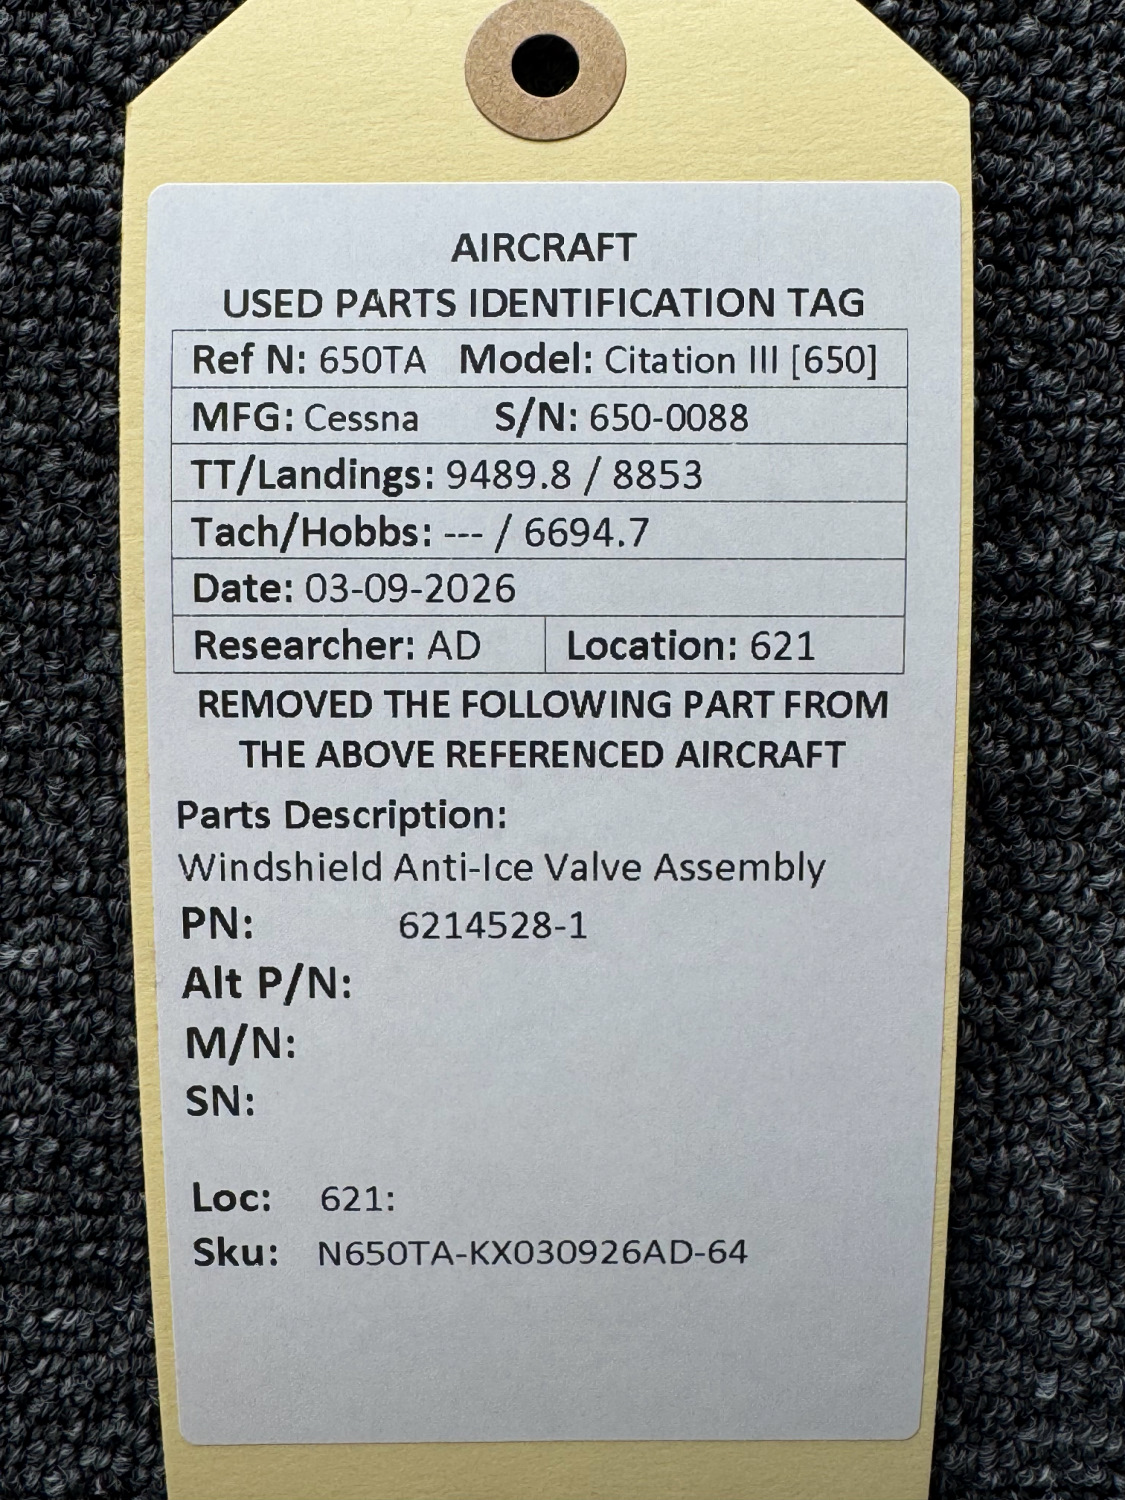 AIRCRAFT
USED PARTS IDENTIFICATION TAG
Ref N: 650TA Model: Citation III [650]
MFG: Cessna S/N: 650-0088
TT/Landings: 9489.8 / 8853
Tach/Hobbs: --- / 6694.7
Date: 03-09-2026
Researcher: AD Location: 621
REMOVED THE FOLLOWING PART FROM
THE ABOVE REFERENCED AIRCRAFT
Parts Description:
Windshield Anti-Ice Valve Assembly
PN: 6214528-1
Alt P/N:
M/N:
SN:
Loc: 621:
Sku: N650TA-KX030926AD-64